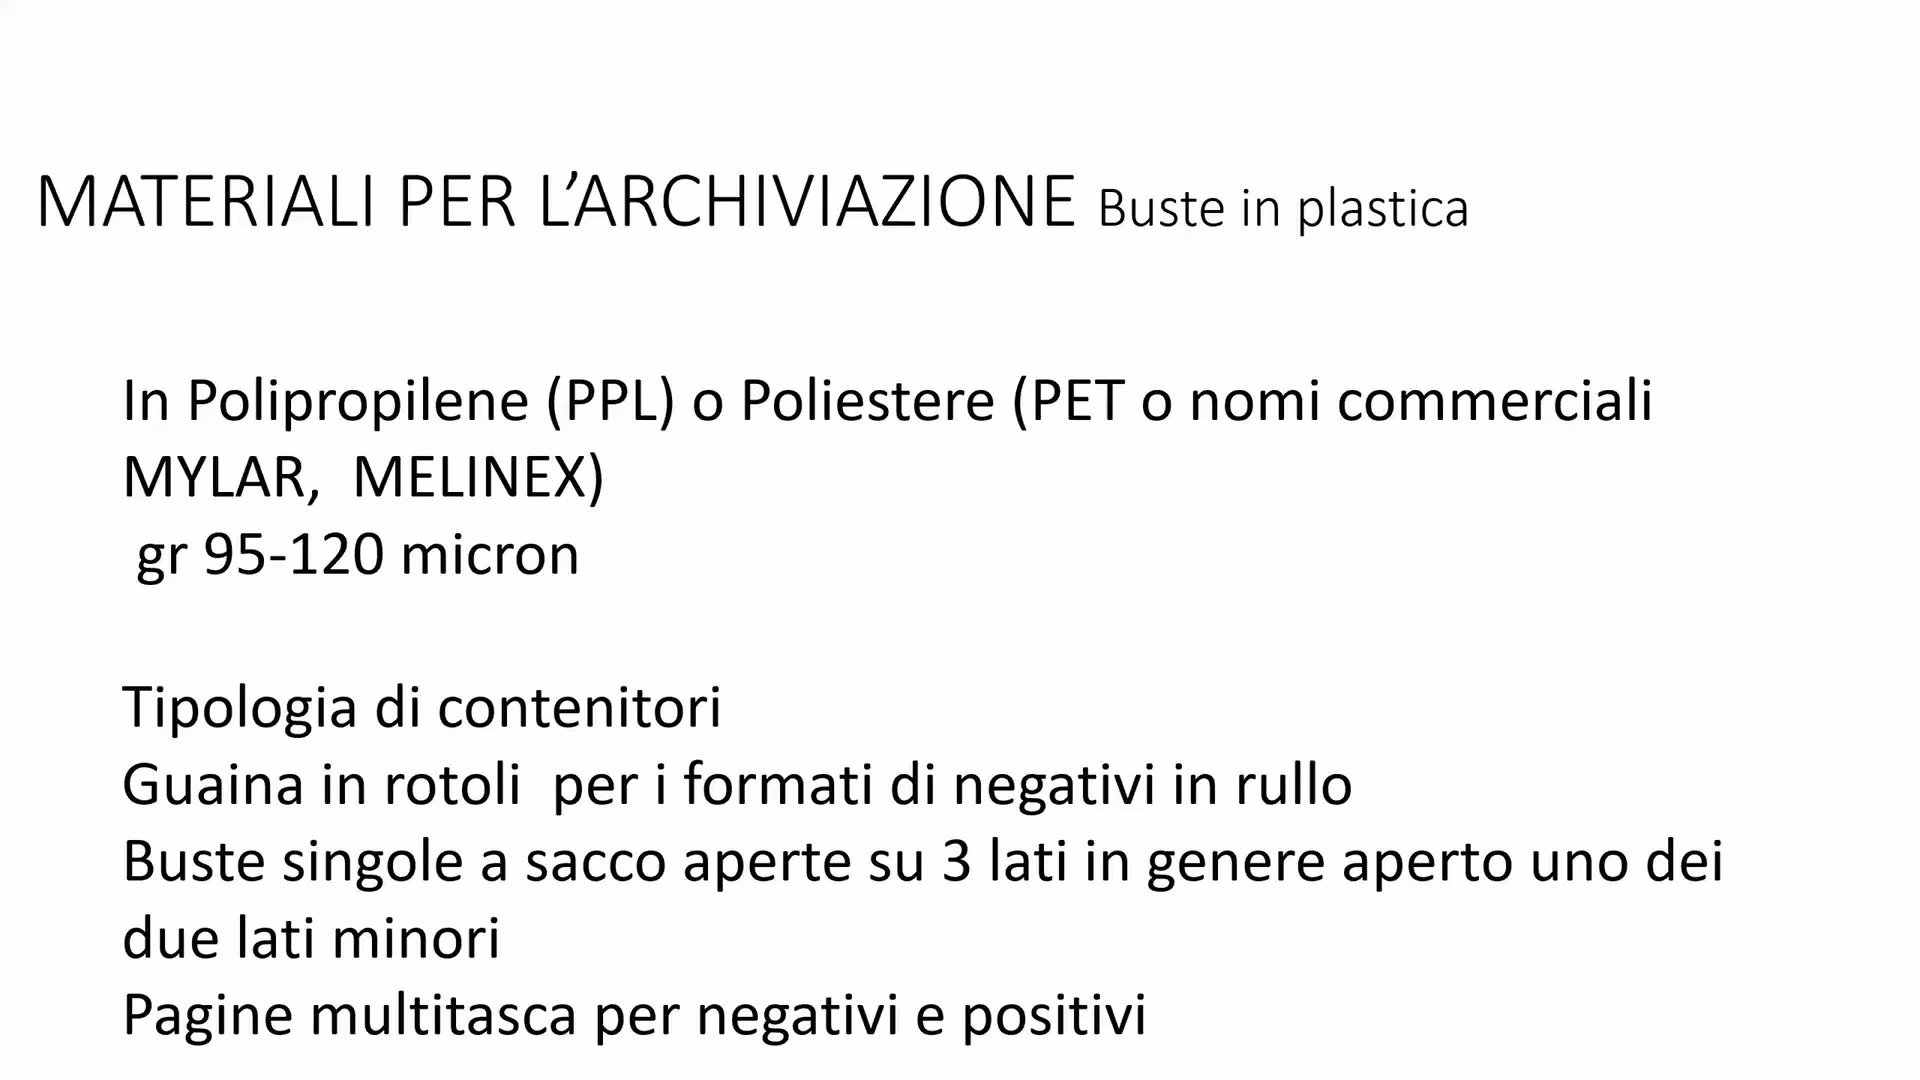 MATERIALI PER L’ARCHIVIAZIONE Buste in plastica
In Polipropilene (PPL) o Poliestere (PET o nomi commerciali
MYLAR,  MELINEX)
gr 95-120 micron
Tipologia di contenitori
Guaina in rotoli  per i formati di negativi in rullo
Buste singole a sacco aperte su 3 lati in genere aperto uno dei
due lati minori
Pagine multitasca per negativi e positivi